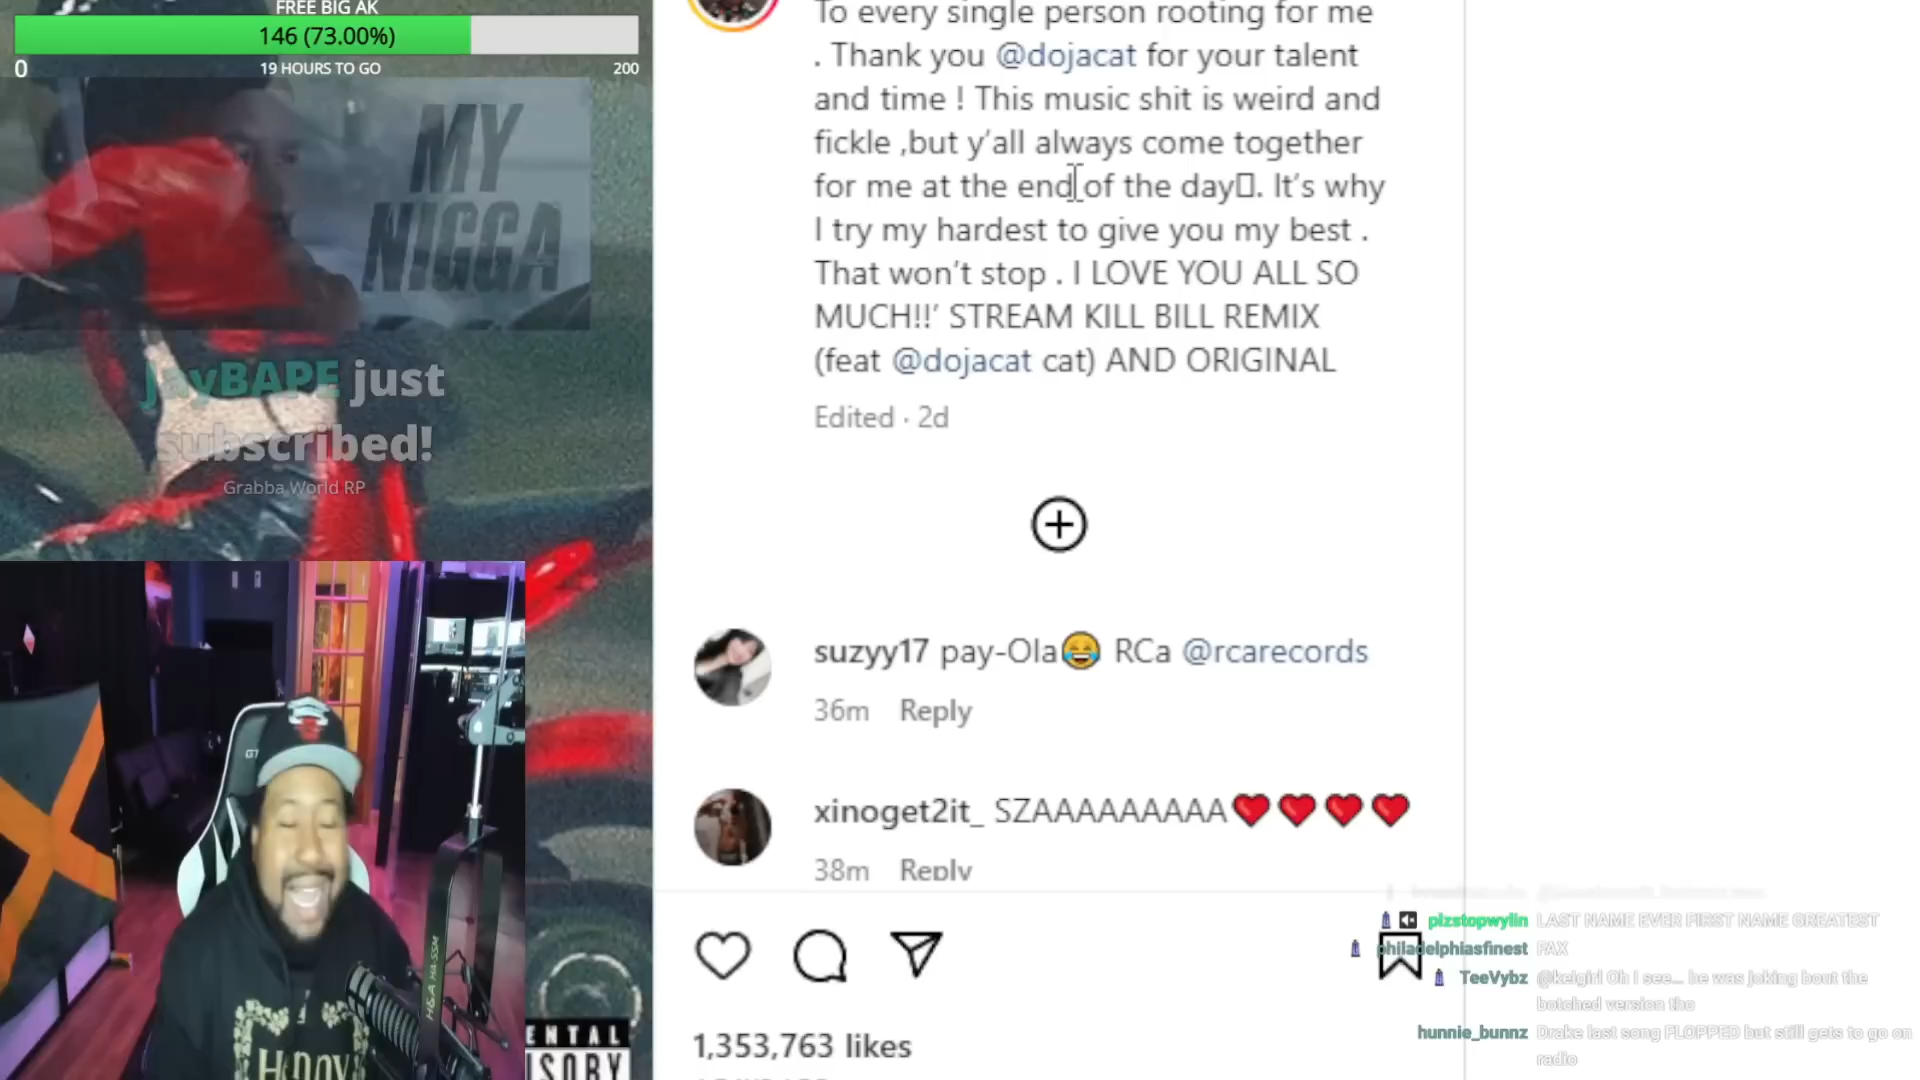 FREE BIG AK
146 (73.00%)
0
19 HOURS TO GO
200
MY
NIGGA
JayBAPE just
subscribed!
Grabba World RP
To every single person rooting for me
. Thank you @dojacat for your talent
and time ! This music shit is weird and
fickle ,but y’all always come together
for me at the end of the day▯. It’s why
I try my hardest to give you my best .
That won’t stop . I LOVE YOU ALL SO
MUCH!!’ STREAM KILL BILL REMIX
(feat @dojacat cat) AND ORIGINAL
Edited · 2d
suzyy17 pay-Ola😂 RCa @rcarecords
36m Reply
xinoget2it_ SZAAAAAAAAA❤️❤️❤️❤️
38m Reply
1,353,763 likes
plzstopwylin LAST NAME EVER FIRST NAME GREATEST
philadelphiasfinest FAX
TeeVybz @keigirl Oh I see... he was joking bout the
botched version tho
hunnie_bunnz Drake last song FLOPPED but still gets to go on
radio
H&A HA-SSM
ENTAL
ISORY